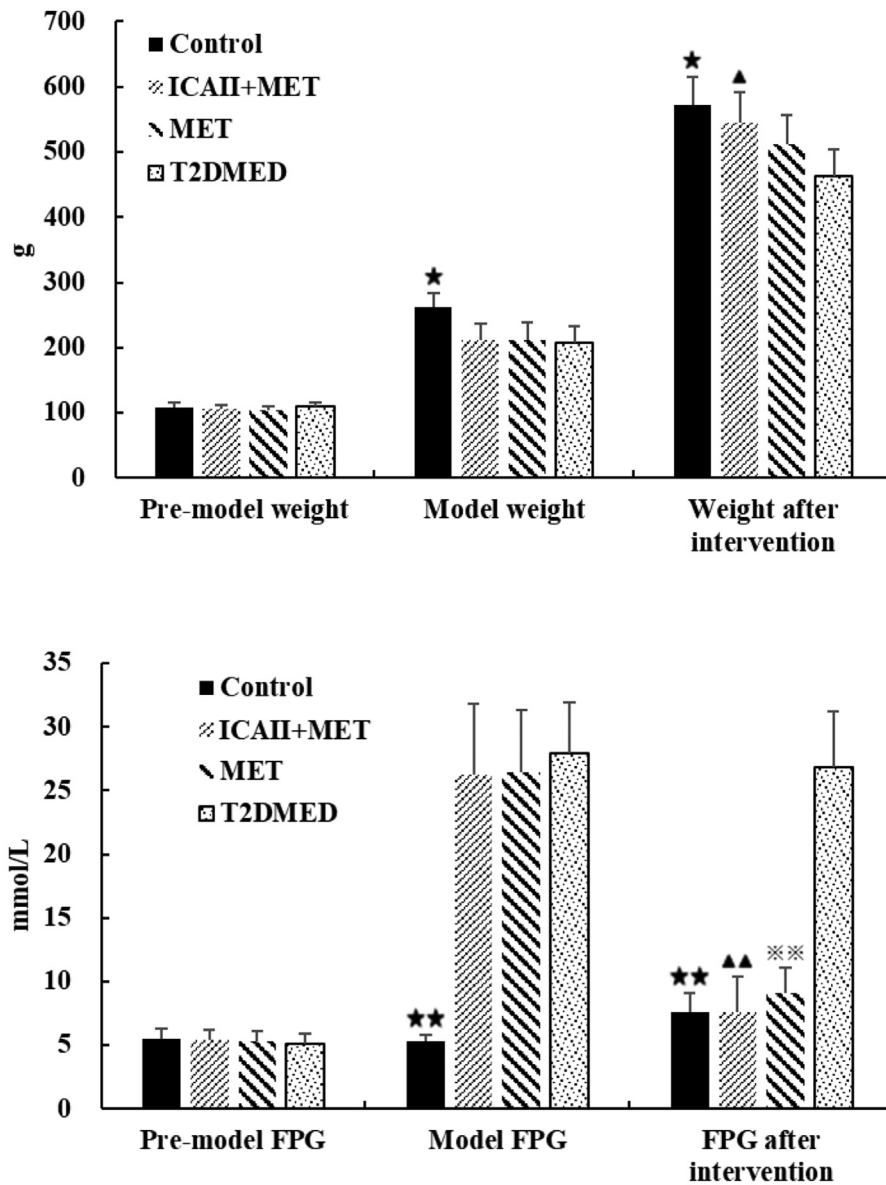 700
600
500
400
300
200
100
0
g
Control
ICAII+MET
MET
T2DMED
★
★
▲
Pre-model weight
Model weight
Weight after
intervention
35
30
25
20
15
10
5
0
mmol/L
Control
ICAII+MET
MET
T2DMED
★★
★★
▲▲
※※
Pre-model FPG
Model FPG
FPG after
intervention